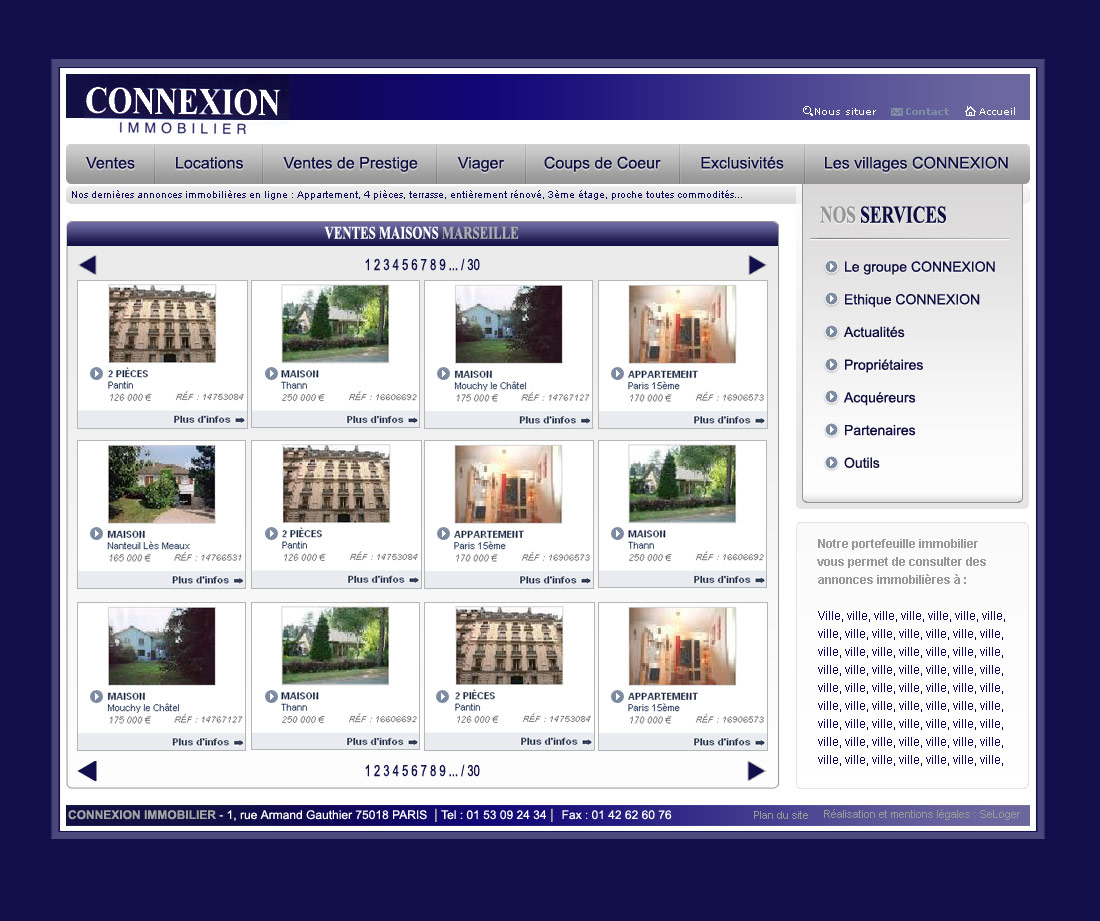 CONNEXION
IMMOBILIER
Nous situer Contact Accueil
Ventes Locations Ventes de Prestige Viager Coups de Coeur Exclusivités Les villages CONNEXION
Nos dernières annonces immobilières en ligne : Appartement, 4 pièces, terrasse, entièrement rénové, 3ème étage, proche toutes commodités...
VENTES MAISONS MARSEILLE
1 2 3 4 5 6 7 8 9 ... / 30
2 PIÈCES
Pantin
126 000 € RÉF : 14753084
Plus d'infos
MAISON
Thann
250 000 € RÉF : 16606692
Plus d'infos
MAISON
Mouchy le Châtel
175 000 € RÉF : 14767127
Plus d'infos
APPARTEMENT
Paris 15ème
170 000 € RÉF : 16906573
Plus d'infos
MAISON
Nanteuil Lès Meaux
165 000 € RÉF : 14766531
Plus d'infos
2 PIÈCES
Pantin
126 000 € RÉF : 14753084
Plus d'infos
APPARTEMENT
Paris 15ème
170 000 € RÉF : 16906573
Plus d'infos
MAISON
Thann
250 000 € RÉF : 16606692
Plus d'infos
MAISON
Mouchy le Châtel
175 000 € RÉF : 14767127
Plus d'infos
MAISON
Thann
250 000 € RÉF : 16606692
Plus d'infos
2 PIÈCES
Pantin
126 000 € RÉF : 14753084
Plus d'infos
APPARTEMENT
Paris 15ème
170 000 € RÉF : 16906573
Plus d'infos
1 2 3 4 5 6 7 8 9 ... / 30
NOS SERVICES
Le groupe CONNEXION
Ethique CONNEXION
Actualités
Propriétaires
Acquéreurs
Partenaires
Outils
Notre portefeuille immobilier
vous permet de consulter des
annonces immobilières à :
Ville, ville, ville, ville, ville, ville, ville,
ville, ville, ville, ville, ville, ville, ville,
ville, ville, ville, ville, ville, ville, ville,
ville, ville, ville, ville, ville, ville, ville,
ville, ville, ville, ville, ville, ville, ville,
ville, ville, ville, ville, ville, ville, ville,
ville, ville, ville, ville, ville, ville, ville,
ville, ville, ville, ville, ville, ville, ville,
ville, ville, ville, ville, ville, ville, ville,
CONNEXION IMMOBILIER - 1, rue Armand Gauthier 75018 PARIS | Tel : 01 53 09 24 34 | Fax : 01 42 62 60 76 Plan du site Réalisation et mentions légales : SeLoger